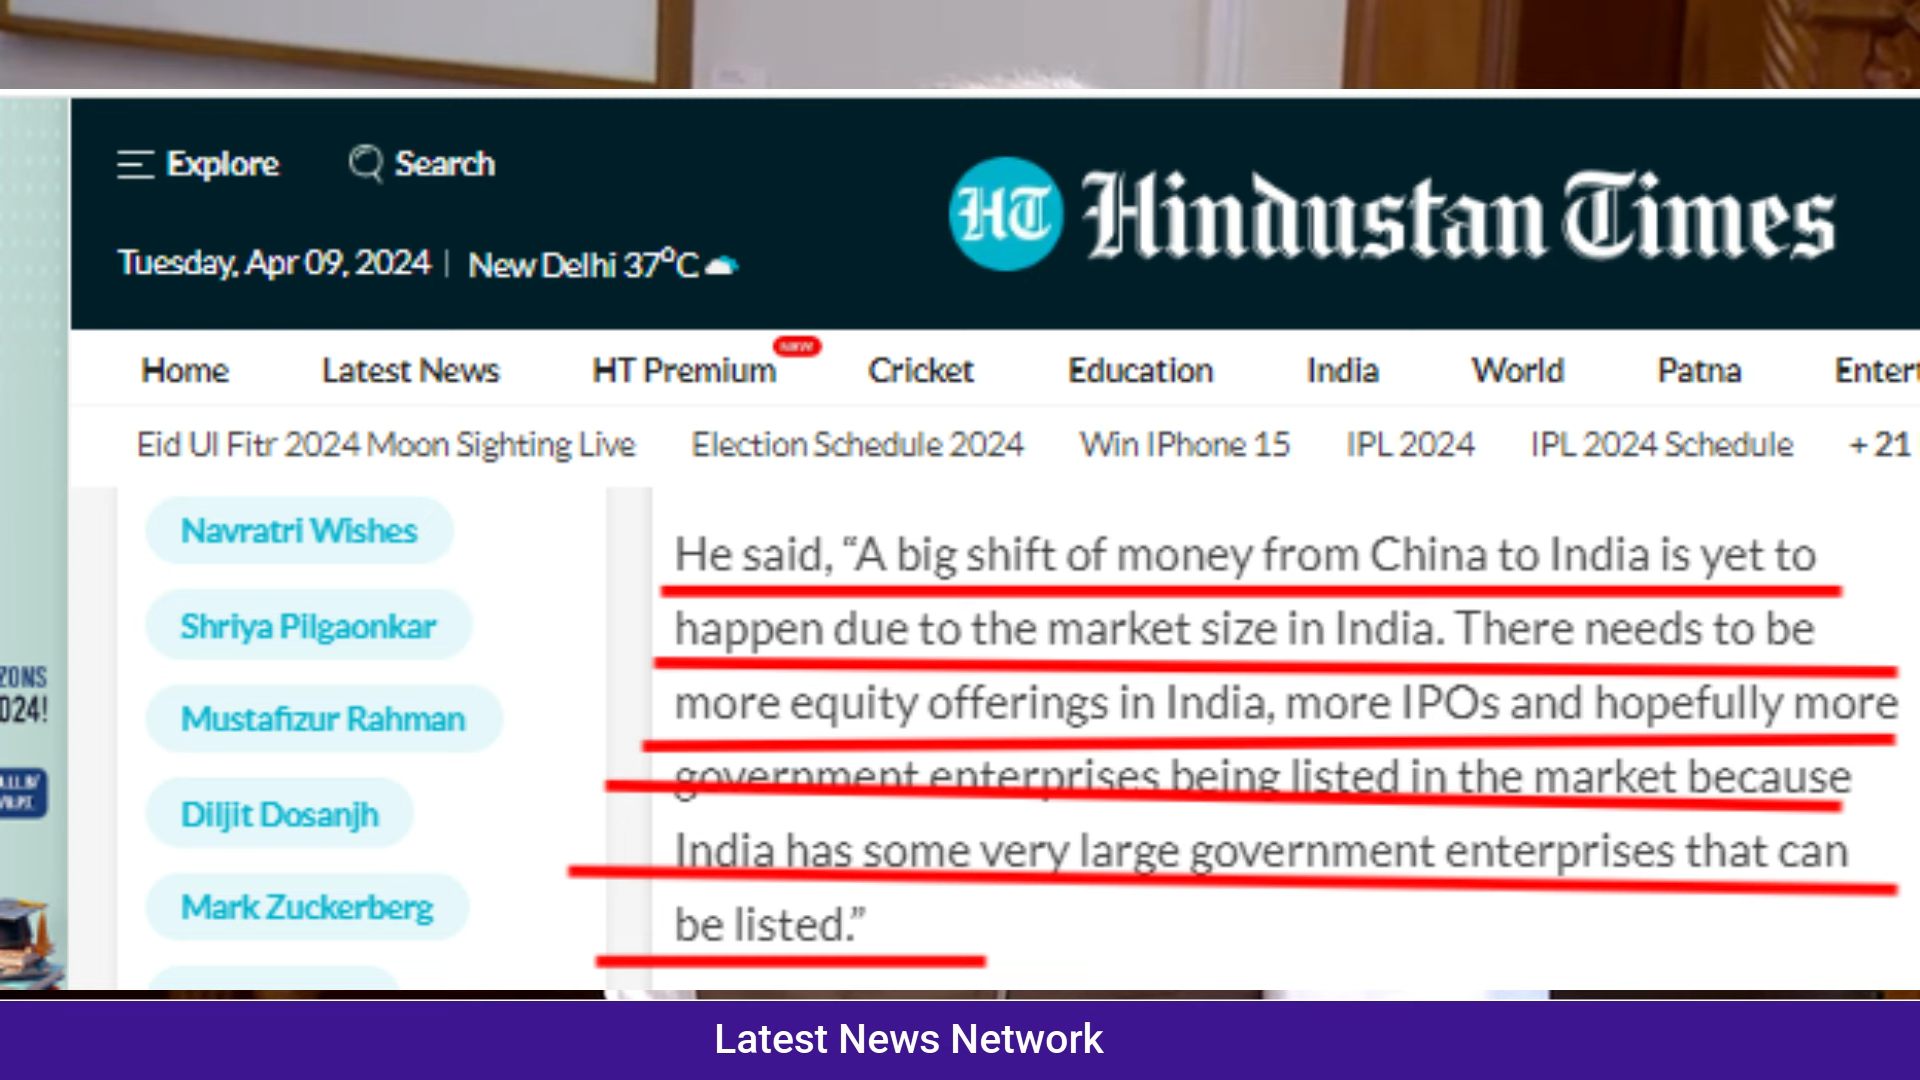 Explore
Search
HT Hindustan Times
Tuesday, Apr 09, 2024 | New Delhi 37°C
NEW
Home
Latest News
HT Premium
Cricket
Education
India
World
Patna
Entert
Eid Ul Fitr 2024 Moon Sighting Live
Election Schedule 2024
Win IPhone 15
IPL 2024
IPL 2024 Schedule
+ 21
Navratri Wishes
Shriya Pilgaonkar
Mustafizur Rahman
Diljit Dosanjh
Mark Zuckerberg
ZONS
024!
He said, “A big shift of money from China to India is yet to
happen due to the market size in India. There needs to be
more equity offerings in India, more IPOs and hopefully more
government enterprises being listed in the market because
India has some very large government enterprises that can
be listed.”
Latest News Network